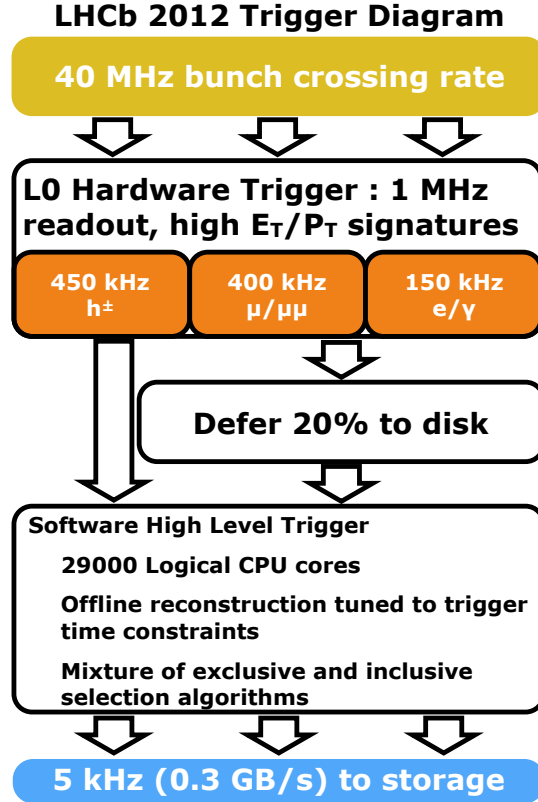 LHCb 2012 Trigger Diagram
40 MHz bunch crossing rate
L0 Hardware Trigger : 1 MHz
readout, high E_T/P_T signatures
450 kHz
h±
400 kHz
μ/μμ
150 kHz
e/γ
Defer 20% to disk
Software High Level Trigger
29000 Logical CPU cores
Offline reconstruction tuned to trigger
time constraints
Mixture of exclusive and inclusive
selection algorithms
5 kHz (0.3 GB/s) to storage